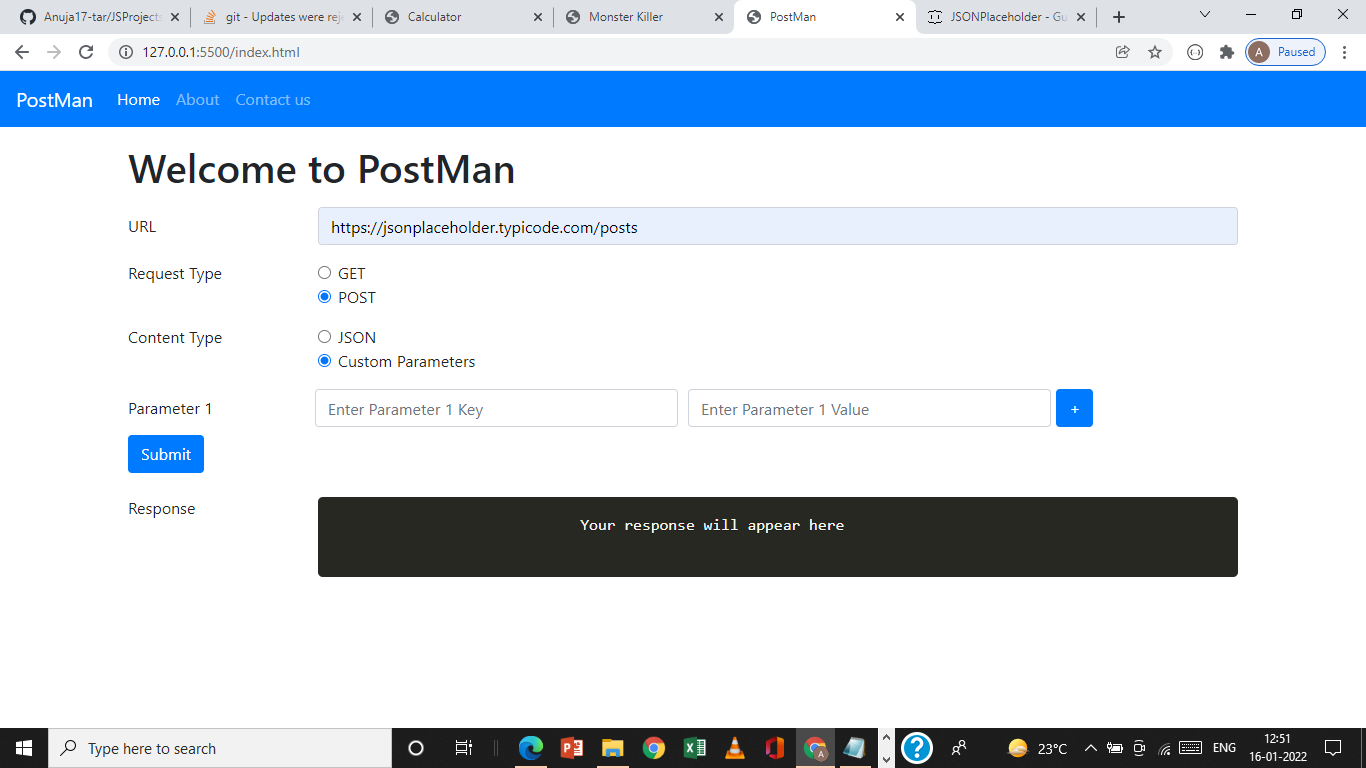 Anuja17-tar/JSProjects
git - Updates were reje
Calculator
Monster Killer
PostMan
JSONPlaceholder - Gu
127.0.0.1:5500/index.html
A Paused
PostMan Home About Contact us
Welcome to PostMan
URL https://jsonplaceholder.typicode.com/posts
Request Type GET
POST
Content Type JSON
Custom Parameters
Parameter 1 Enter Parameter 1 Key Enter Parameter 1 Value +
Submit
Response Your response will appear here
Type here to search
23°C
ENG
12:51
16-01-2022